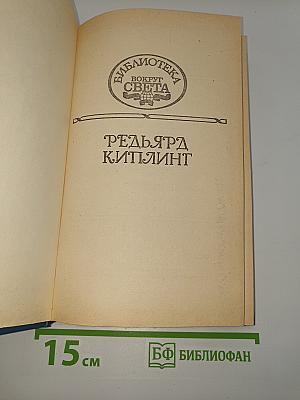 БИБЛИОТЕКА
ВОКРУГ
СВЕТА
РЕДЬЯРД
КИПЛИНГ
15 см
БФ БИБЛИОФАН